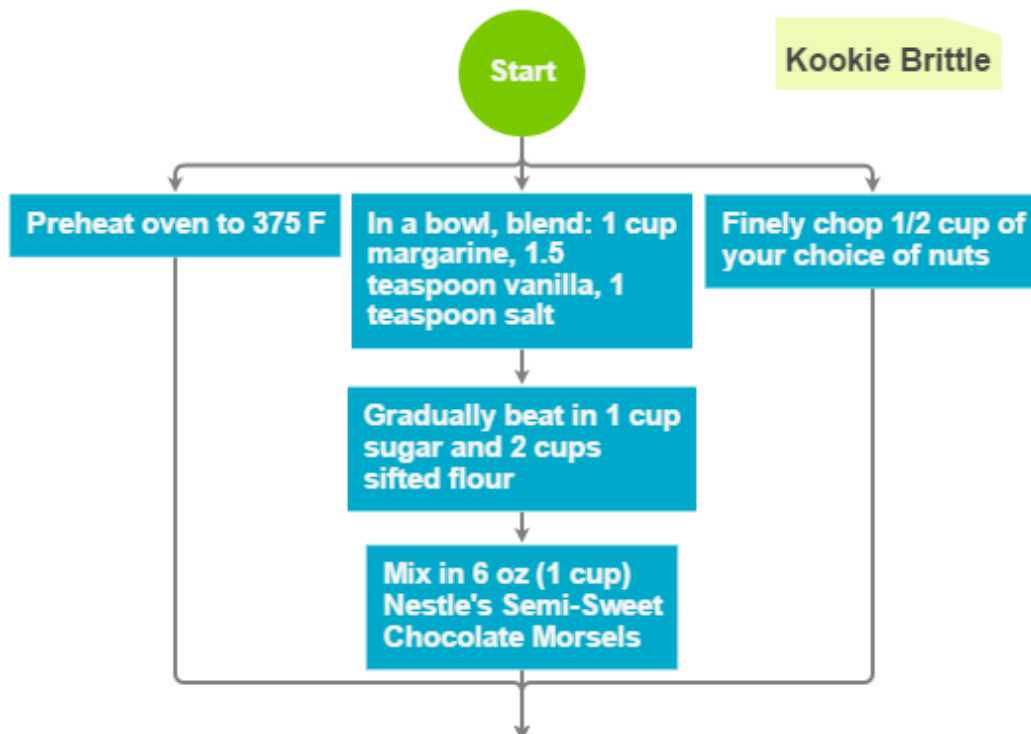 Start
Kookie Brittle
Preheat oven to 375 F
In a bowl, blend: 1 cup
margarine, 1.5
teaspoon vanilla, 1
teaspoon salt
Finely chop 1/2 cup of
your choice of nuts
Gradually beat in 1 cup
sugar and 2 cups
sifted flour
Mix in 6 oz (1 cup)
Nestle's Semi-Sweet
Chocolate Morsels